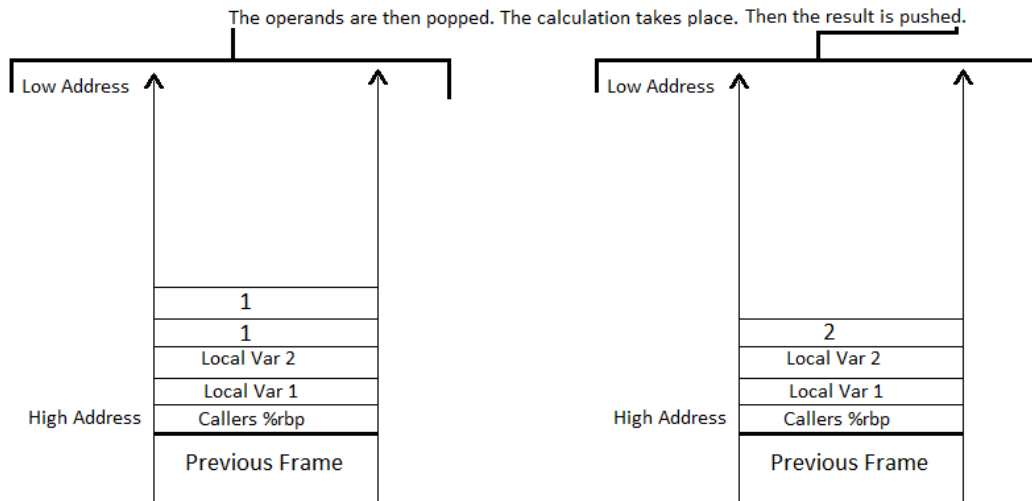 The operands are then popped. The calculation takes place. Then the result is pushed.
Low Address
1
1
Local Var 2
Local Var 1
High Address
Callers %rbp
Previous Frame
Low Address
2
Local Var 2
Local Var 1
High Address
Callers %rbp
Previous Frame